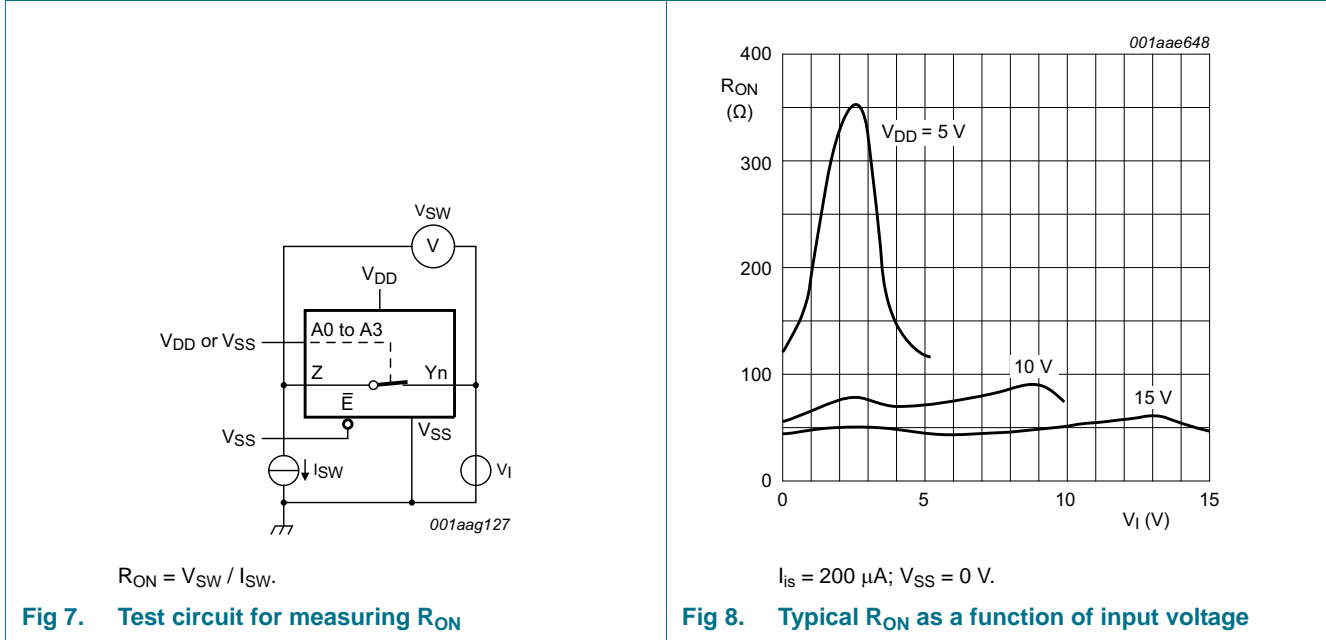 VSW
V
VDD
VDD or VSS
A0 to A3
Z
Yn
E̅
VSS
VSS
ISW
VI
001aag127
RON = VSW / ISW.
Fig 7. Test circuit for measuring RON
001aae648
400
RON
(Ω)
VDD = 5 V
300
200
100
10 V
15 V
0
0
5
10
15
VI (V)
Iis = 200 μA; VSS = 0 V.
Fig 8. Typical RON as a function of input voltage